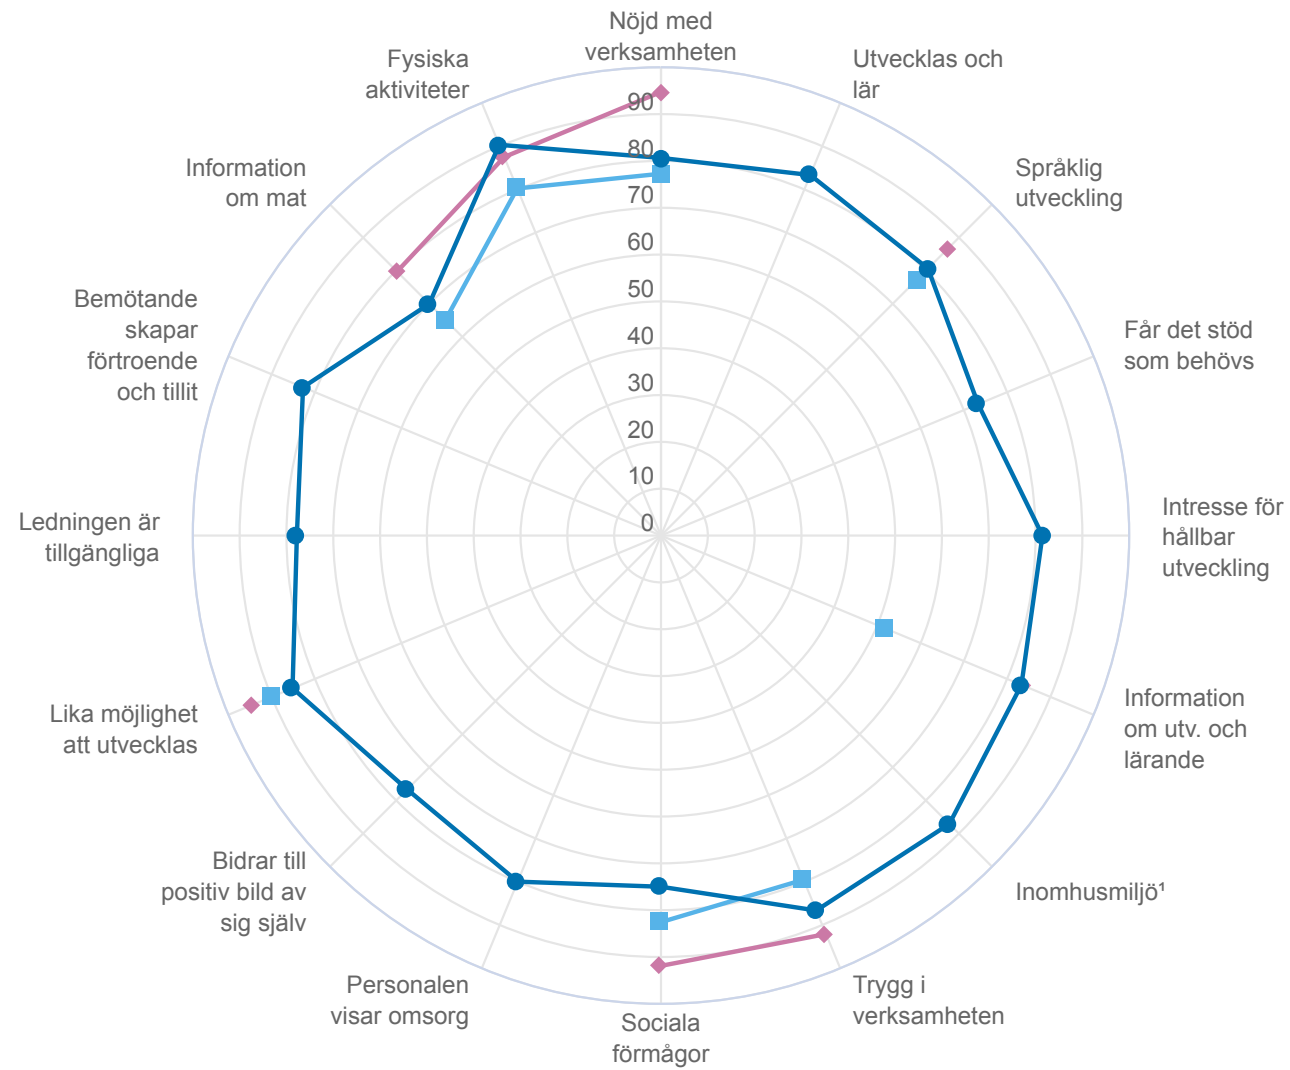 Nöjd med
verksamheten
Utvecklas och
lär
Språklig
utveckling
Får det stöd
som behövs
Intresse för
hållbar
utveckling
Information
om utv. och
lärande
Inomhusmiljö¹
Trygg i
verksamheten
Sociala
förmågor
Personalen
visar omsorg
Bidrar till
positiv bild av
sig själv
Lika möjlighet
att utvecklas
Ledningen är
tillgängliga
Bemötande
skapar
förtroende
och tillit
Information
om mat
Fysiska
aktiviteter
90
80
70
60
50
40
30
20
10
0